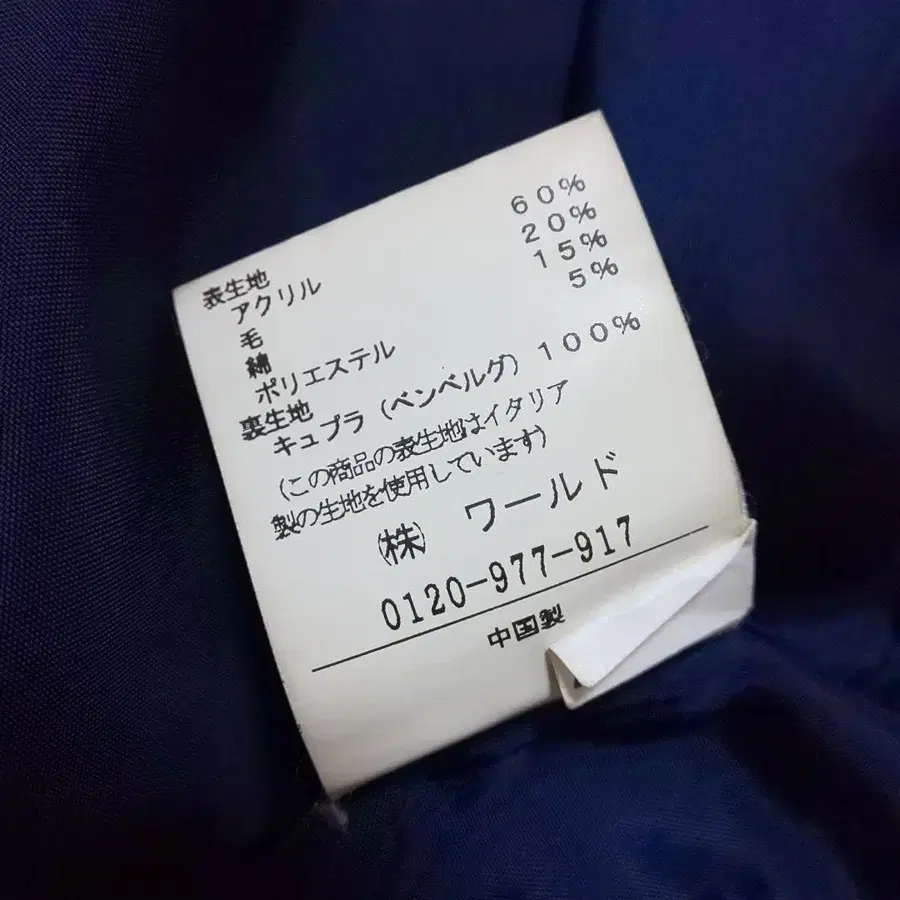 表生地
アクリル ６０％
毛 ２０％
綿 １５％
ポリエステル ５％
裏生地
キュプラ（ベンベルグ）１００％
（この商品の表生地はイタリア
製の生地を使用しています）
㈱ ワールド
0120-977-917
中国製